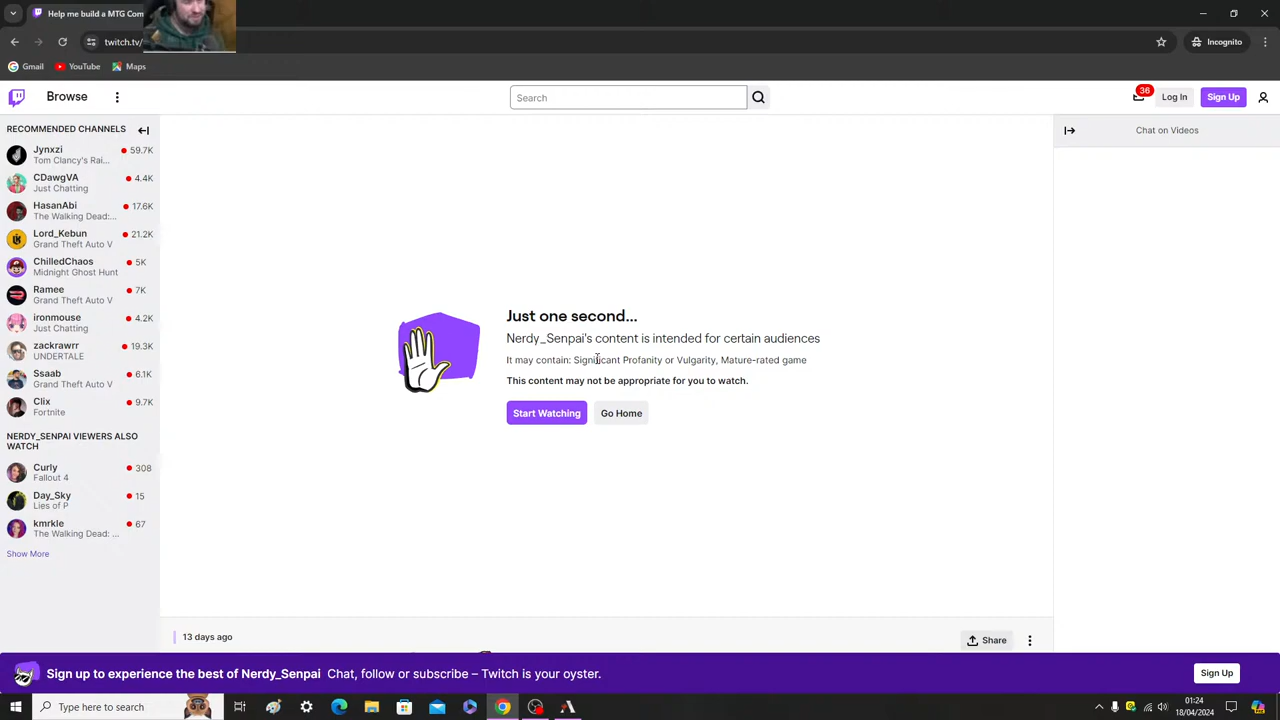 Help me build a MTG Com
twitch.tv/
Incognito
Gmail
YouTube
Maps
Browse
Search
36
Log In
Sign Up
RECOMMENDED CHANNELS
Jynxzi
59.7K
Tom Clancy's Rai...
CDawgVA
4.4K
Just Chatting
HasanAbi
17.6K
The Walking Dead:...
Lord_Kebun
21.2K
Grand Theft Auto V
ChilledChaos
5K
Midnight Ghost Hunt
Ramee
7K
Grand Theft Auto V
ironmouse
4.2K
Just Chatting
zackrawrr
19.3K
UNDERTALE
Ssaab
6.1K
Grand Theft Auto V
Clix
9.7K
Fortnite
NERDY_SENPAI VIEWERS ALSO
WATCH
Curly
308
Fallout 4
Day_Sky
15
Lies of P
kmrkle
67
The Walking Dead: ...
Show More
Just one second...
Nerdy_Senpai's content is intended for certain audiences
It may contain: Significant Profanity or Vulgarity, Mature-rated game
This content may not be appropriate for you to watch.
Start Watching
Go Home
Chat on Videos
13 days ago
Share
Sign up to experience the best of Nerdy_Senpai Chat, follow or subscribe – Twitch is your oyster.
Sign Up
Type here to search
01:24
18/04/2024